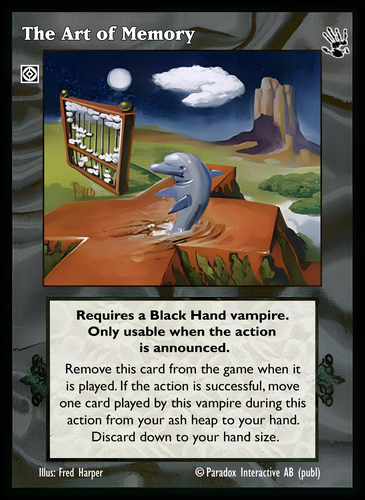 The Art of Memory
Requires a Black Hand vampire.
Only usable when the action
is announced.
Remove this card from the game when it
is played. If the action is successful, move
one card played by this vampire during this
action from your ash heap to your hand.
Discard down to your hand size.
Illus: Fred Harper © Paradox Interactive AB (publ)